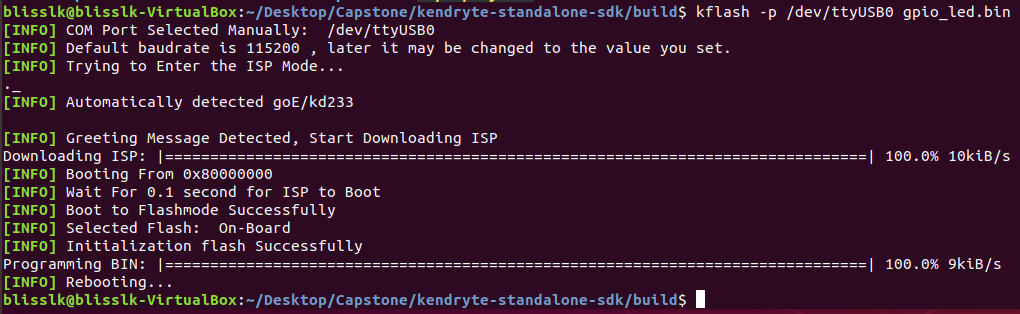 blisslk@blisslk-VirtualBox:~/Desktop/Capstone/kendryte-standalone-sdk/build$ kflash -p /dev/ttyUSB0 gpio_led.bin
[INFO] COM Port Selected Manually:  /dev/ttyUSB0
[INFO] Default baudrate is 115200 , later it may be changed to the value you set.
[INFO] Trying to Enter the ISP Mode...
._
[INFO] Automatically detected goE/kd233
[INFO] Greeting Message Detected, Start Downloading ISP
Downloading ISP: |==============================================================================| 100.0% 10kiB/s
[INFO] Booting From 0x80000000
[INFO] Wait For 0.1 second for ISP to Boot
[INFO] Boot to Flashmode Successfully
[INFO] Selected Flash:  On-Board
[INFO] Initialization flash Successfully
Programming BIN: |==============================================================================| 100.0% 9kiB/s
[INFO] Rebooting...
blisslk@blisslk-VirtualBox:~/Desktop/Capstone/kendryte-standalone-sdk/build$